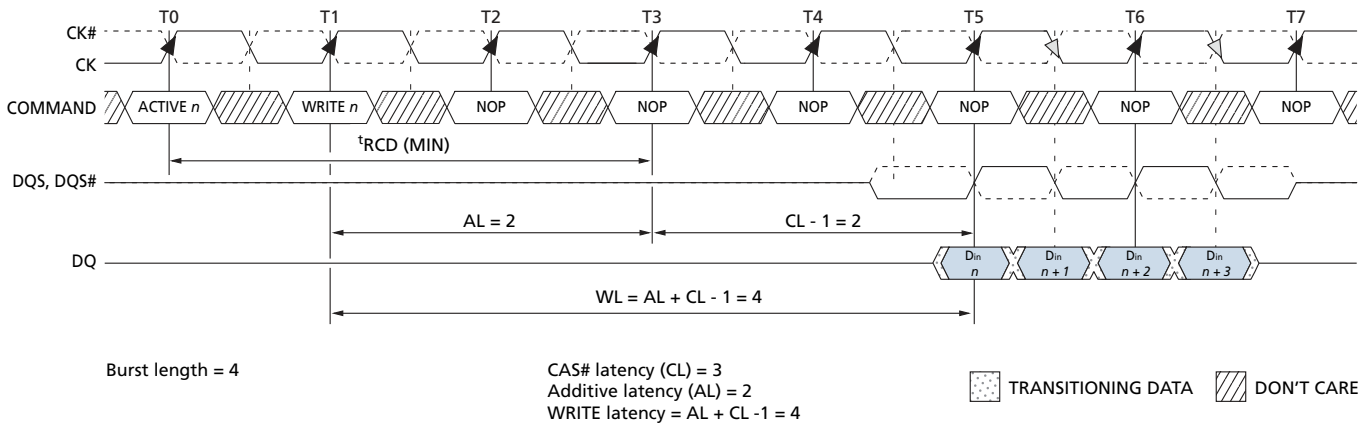 T0 T1 T2 T3 T4 T5 T6 T7
CK#
CK
COMMAND ACTIVE n WRITE n NOP NOP NOP NOP NOP NOP
tRCD (MIN)
DQS, DQS#
AL = 2 CL - 1 = 2
DQ Din n Din n + 1 Din n + 2 Din n + 3
WL = AL + CL - 1 = 4
Burst length = 4
CAS# latency (CL) = 3
Additive latency (AL) = 2
WRITE latency = AL + CL -1 = 4
TRANSITIONING DATA DON'T CARE